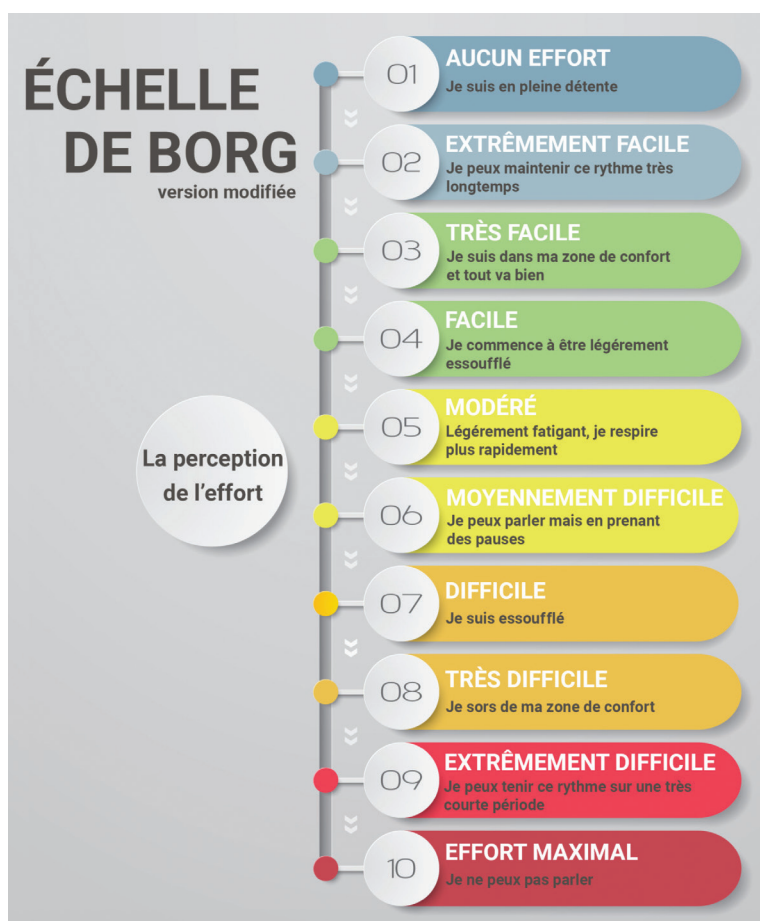 ÉCHELLE
DE BORG
version modifiée
La perception
de l'effort
01
AUCUN EFFORT
Je suis en pleine détente
02
EXTRÊMEMENT FACILE
Je peux maintenir ce rythme très
longtemps
03
TRÈS FACILE
Je suis dans ma zone de confort
et tout va bien
04
FACILE
Je commence à être légérement
essoufflé
05
MODÉRÉ
Légérement fatigant, je respire
plus rapidement
06
MOYENNEMENT DIFFICILE
Je peux parler mais en prenant
des pauses
07
DIFFICILE
Je suis essoufflé
08
TRÈS DIFFICILE
Je sors de ma zone de confort
09
EXTRÊMEMENT DIFFICILE
Je peux tenir ce rythme sur une très
courte période
10
EFFORT MAXIMAL
Je ne peux pas parler